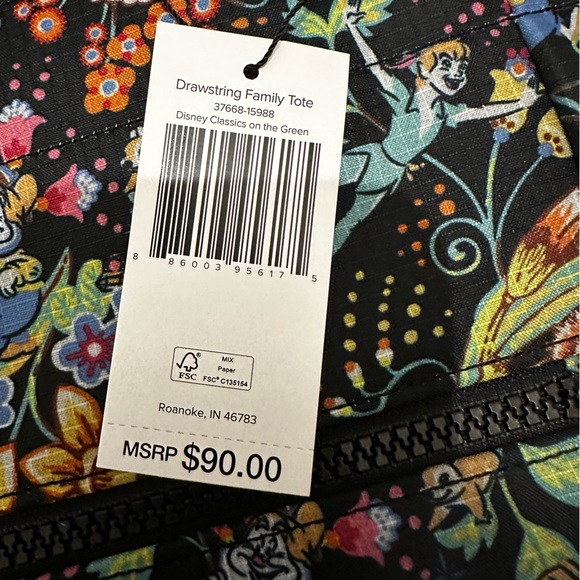 Drawstring Family Tote
37668-15988
Disney Classics on the Green
8 86003 95617 5
FSC
MIX
Paper
FSC® C135154
Roanoke, IN 46783
MSRP $90.00